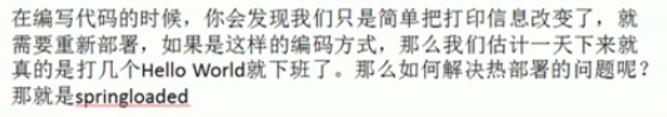 在编写代码的时候，你会发现我们只是简单把打印信息改变了，就
需要重新部署，如果是这样的编码方式，那么我们估计一天下来就
真的是打几个Hello World就下班了。那么如何解决热部署的问题呢？
那就是springloaded